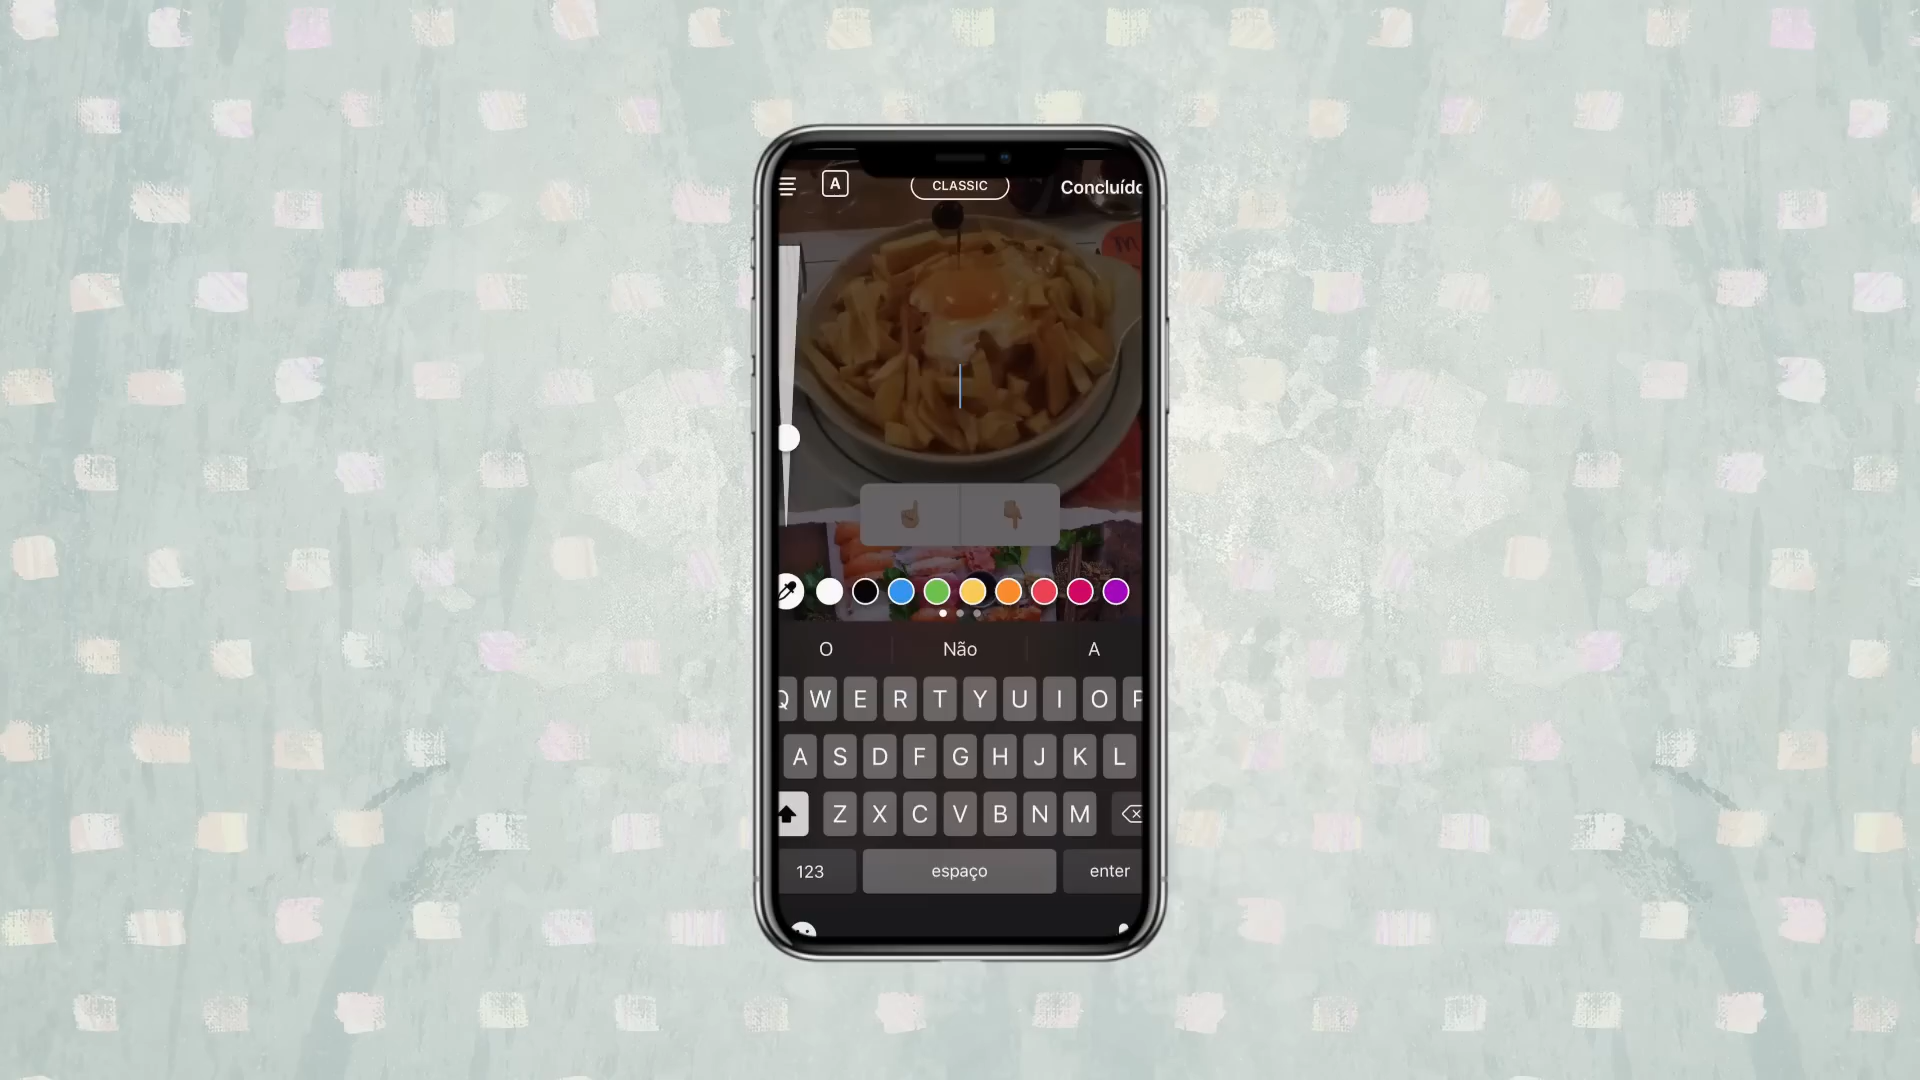 A
CLASSIC
Concluído
m
O Não A
Q W E R T Y U I O P
A S D F G H J K L
Z X C V B N M
123 espaço enter